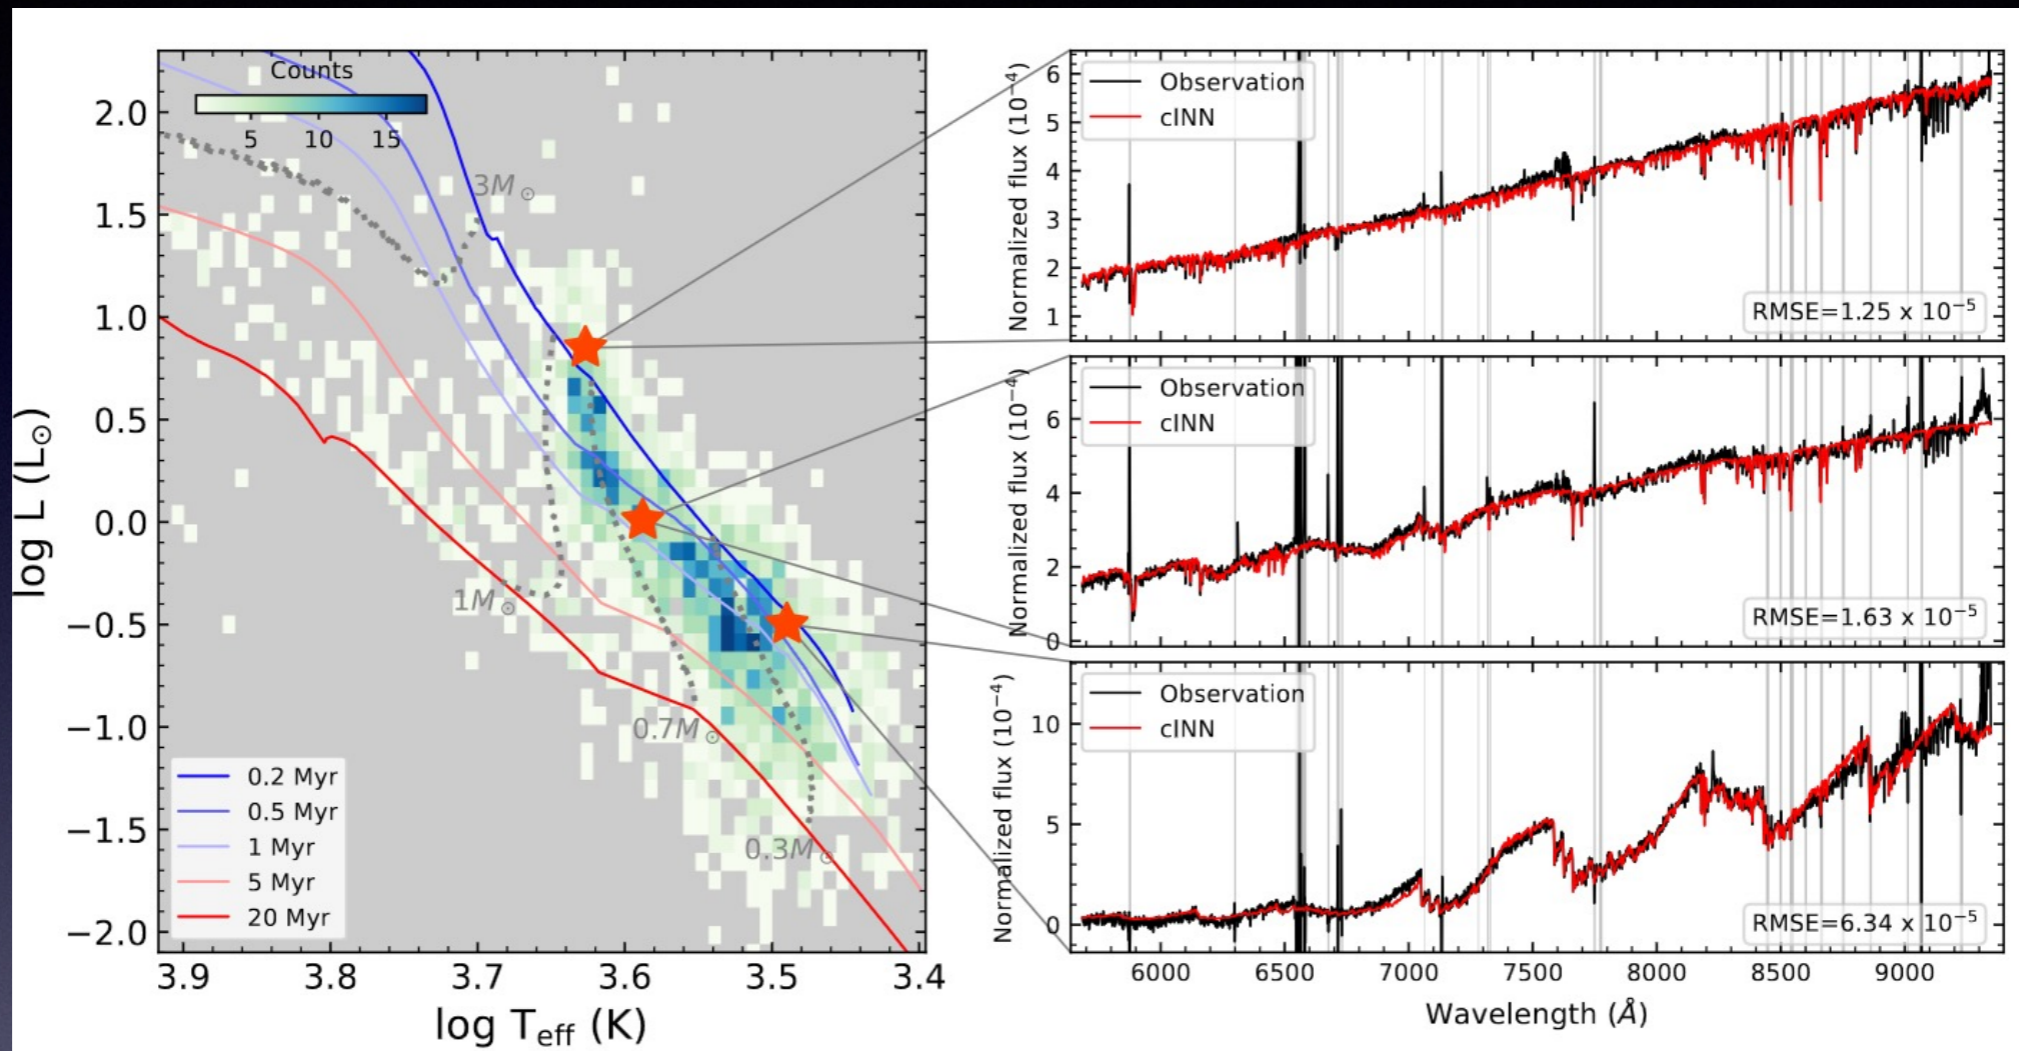 Counts
5 10 15
2.0
1.5
1.0
0.5
0.0
−0.5
−1.0
−1.5
−2.0
log L (L⊙)
3M⊙
1M⊙
0.7M⊙
0.3M⊙
0.2 Myr
0.5 Myr
1 Myr
5 Myr
20 Myr
3.9 3.8 3.7 3.6 3.5 3.4
log Teff (K)
Normalized flux (10⁻⁴)
6
5
4
3
2
1
Observation
cINN
RMSE=1.25 x 10⁻⁵
Normalized flux (10⁻⁴)
6
4
2
0
Observation
cINN
RMSE=1.63 x 10⁻⁵
Normalized flux (10⁻⁴)
10
5
0
Observation
cINN
RMSE=6.34 x 10⁻⁵
6000 6500 7000 7500 8000 8500 9000
Wavelength (Å)